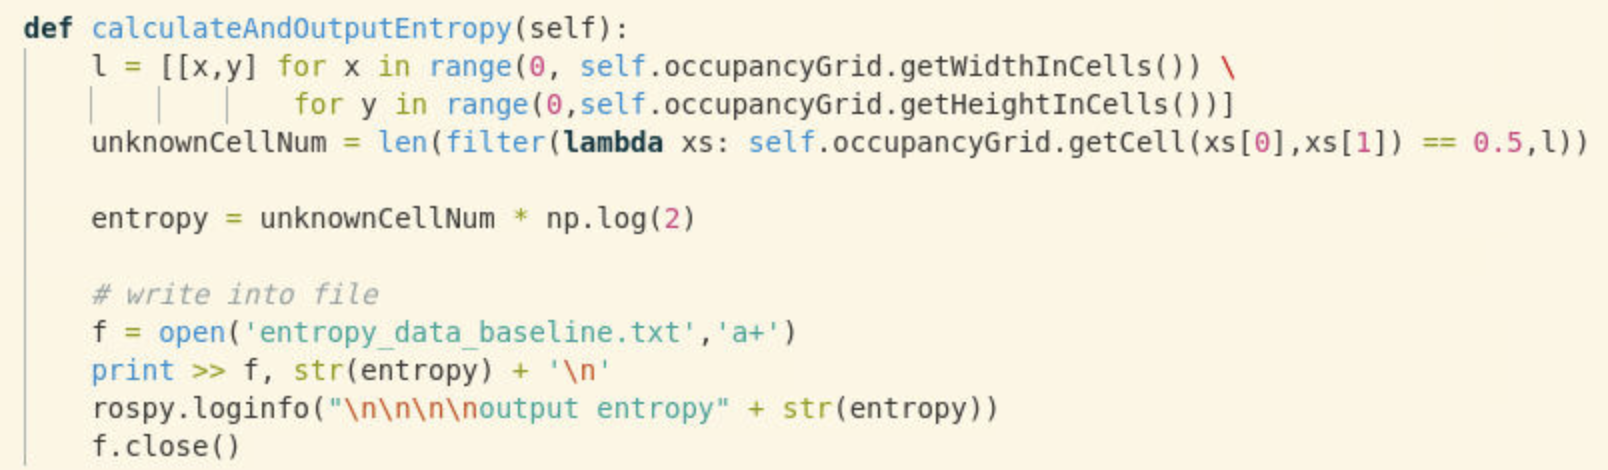 def calculateAndOutputEntropy(self):
    l = [[x,y] for x in range(0, self.occupancyGrid.getWidthInCells()) \
                for y in range(0,self.occupancyGrid.getHeightInCells())]
    unknownCellNum = len(filter(lambda xs: self.occupancyGrid.getCell(xs[0],xs[1]) == 0.5,l))

    entropy = unknownCellNum * np.log(2)

    # write into file
    f = open('entropy_data_baseline.txt','a+')
    print >> f, str(entropy) + '\n'
    rospy.loginfo("\n\n\n\noutput entropy" + str(entropy))
    f.close()